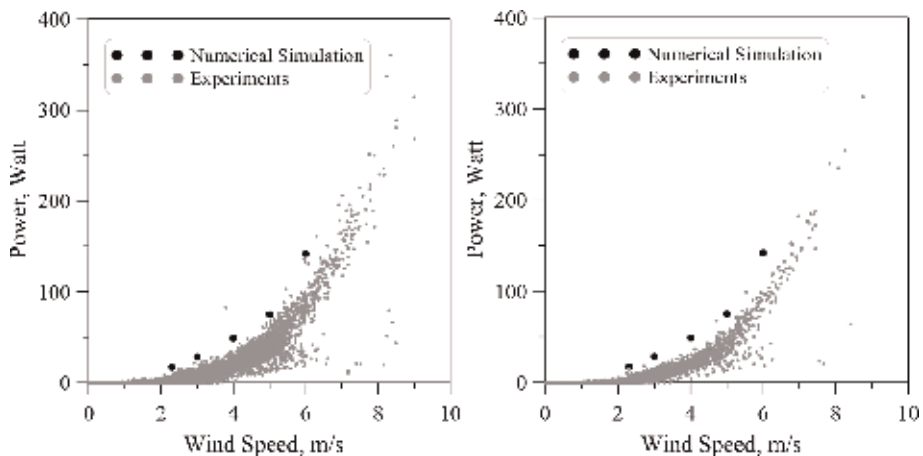 400
300
200
100
0
Power, Watt
Numerical Simulation
Experiments
0 2 4 6 8 10
Wind Speed, m/s
400
300
200
100
0
Power, Watt
Numerical Simulation
Experiments
0 2 4 6 8 10
Wind Speed, m/s